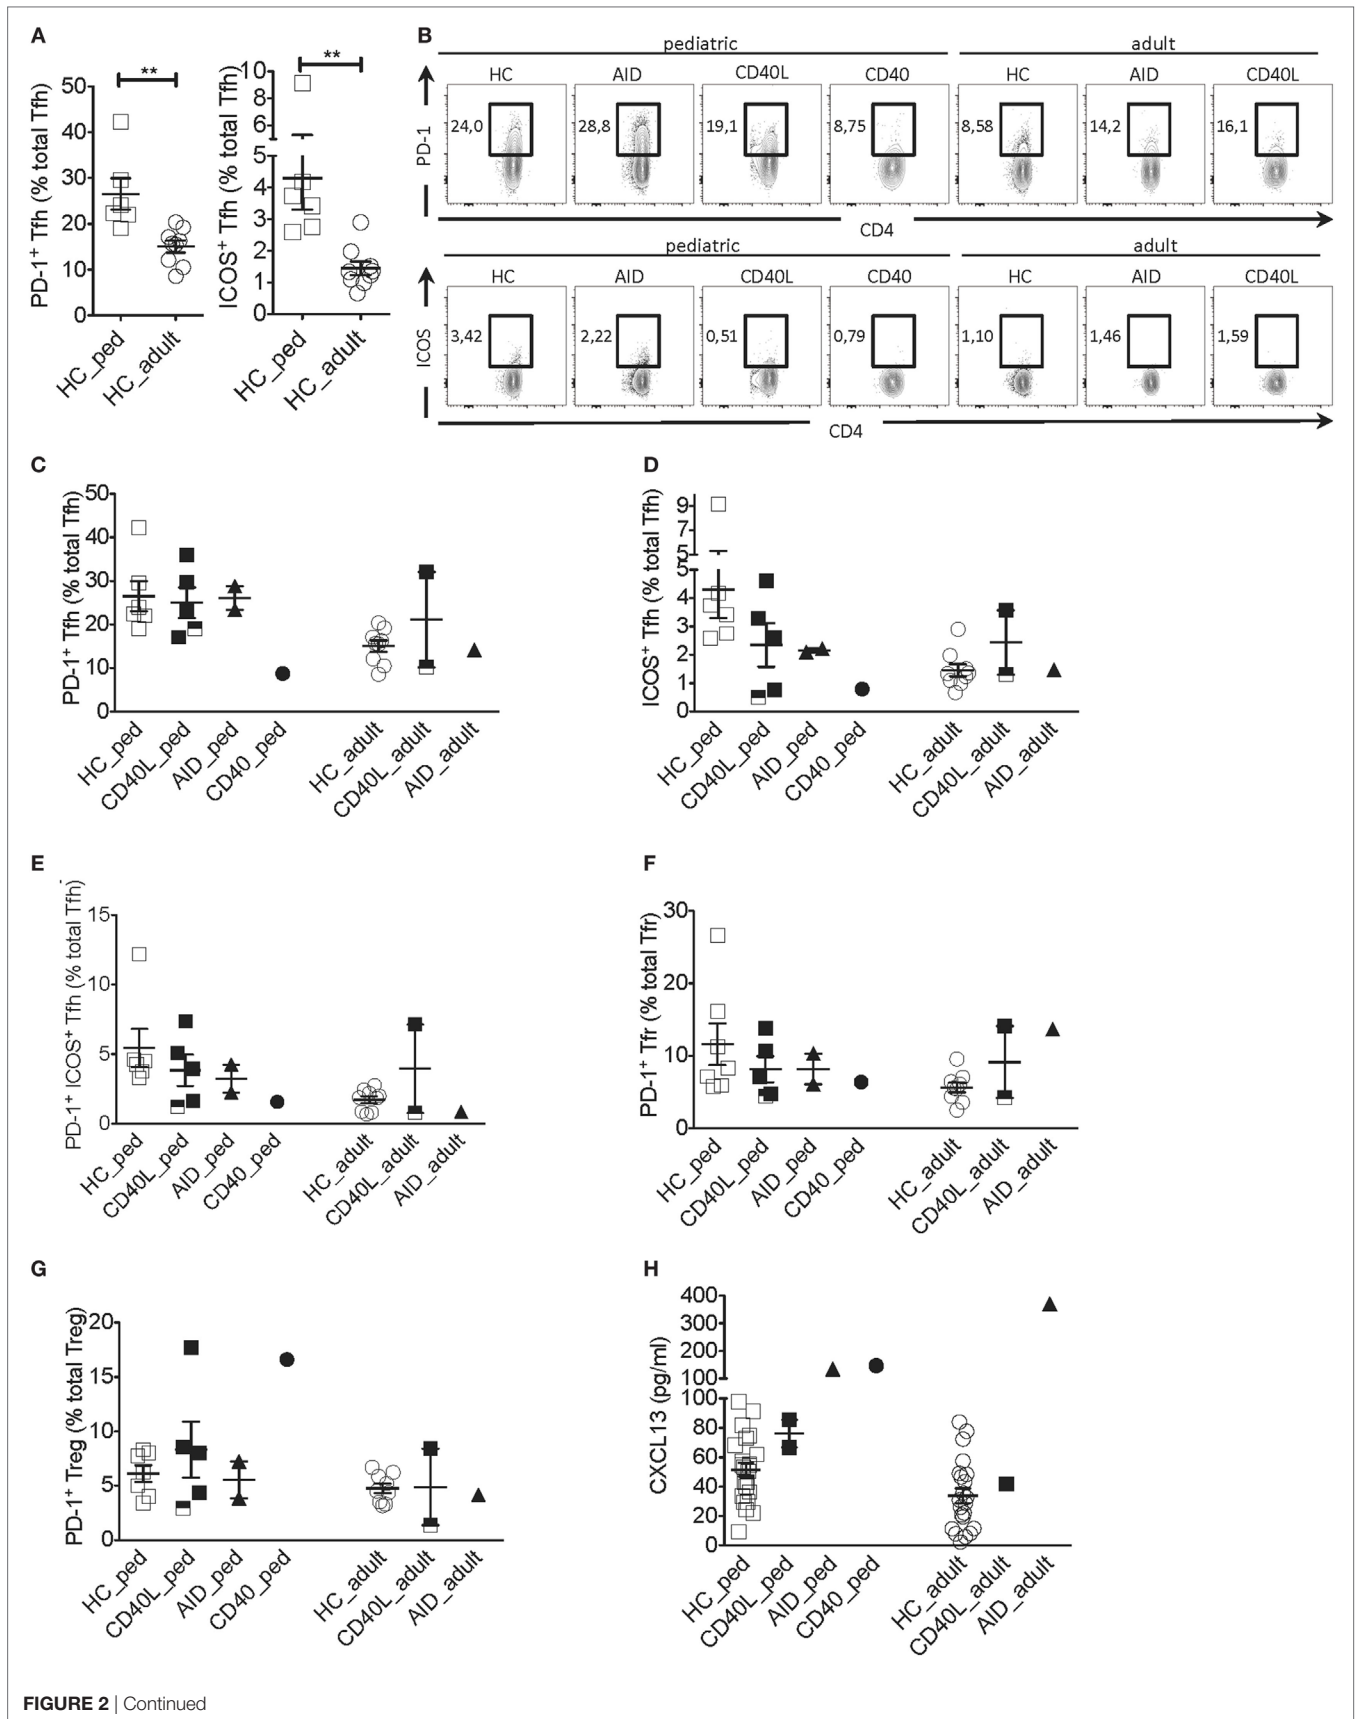 A
PD-1+ Tfh (% total Tfh)
50
40
30
20
10
0
**
HC_ped
HC_adult
ICOS+ Tfh (% total Tfh)
10
8
6
5
4
3
2
1
0
**
HC_ped
HC_adult
B
pediatric
adult
HC
AID
CD40L
CD40
HC
AID
CD40L
PD-1
24,0
28,8
19,1
8,75
8,58
14,2
16,1
CD4
pediatric
adult
HC
AID
CD40L
CD40
HC
AID
CD40L
ICOS
3,42
2,22
0,51
0,79
1,10
1,46
1,59
CD4
C
PD-1+ Tfh (% total Tfh)
50
40
30
20
10
0
HC_ped
CD40L_ped
AID_ped
CD40_ped
HC_adult
CD40L_adult
AID_adult
D
ICOS+ Tfh (% total Tfh)
9
7
5
5
4
3
2
1
0
HC_ped
CD40L_ped
AID_ped
CD40_ped
HC_adult
CD40L_adult
AID_adult
E
PD-1+ ICOS+ Tfh (% total Tfh)
15
10
5
0
HC_ped
CD40L_ped
AID_ped
CD40_ped
HC_adult
CD40L_adult
AID_adult
F
PD-1+ Tfr (% total Tfr)
30
20
10
0
HC_ped
CD40L_ped
AID_ped
CD40_ped
HC_adult
CD40L_adult
AID_adult
G
PD-1+ Treg (% total Treg)
20
15
10
5
0
HC_ped
CD40L_ped
AID_ped
CD40_ped
HC_adult
CD40L_adult
AID_adult
H
CXCL13 (pg/ml)
400
300
200
100
100
80
60
40
20
0
HC_ped
CD40L_ped
AID_ped
CD40_ped
HC_adult
CD40L_adult
AID_adult
FIGURE 2 | Continued